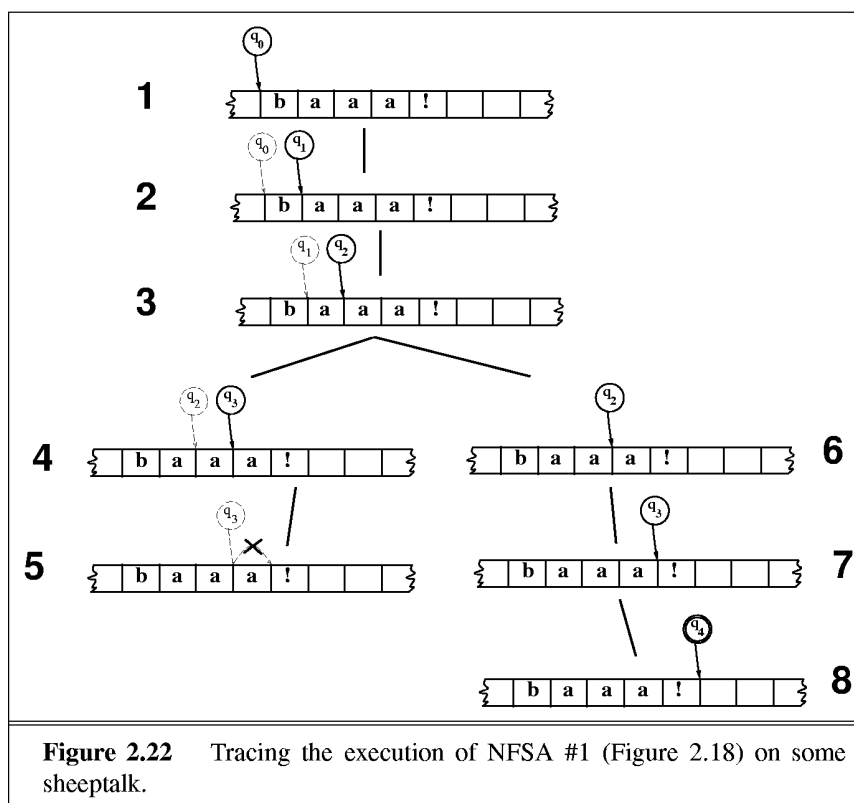 q0
1 b a a a !
q0 q1
2 b a a a !
q1 q2
3 b a a a !
q2 q3
4 b a a a !
q2
b a a a ! 6
q3
5 b a a a !
q3
b a a a ! 7
q4
b a a a ! 8
Figure 2.22 Tracing the execution of NFSA #1 (Figure 2.18) on some
sheeptalk.